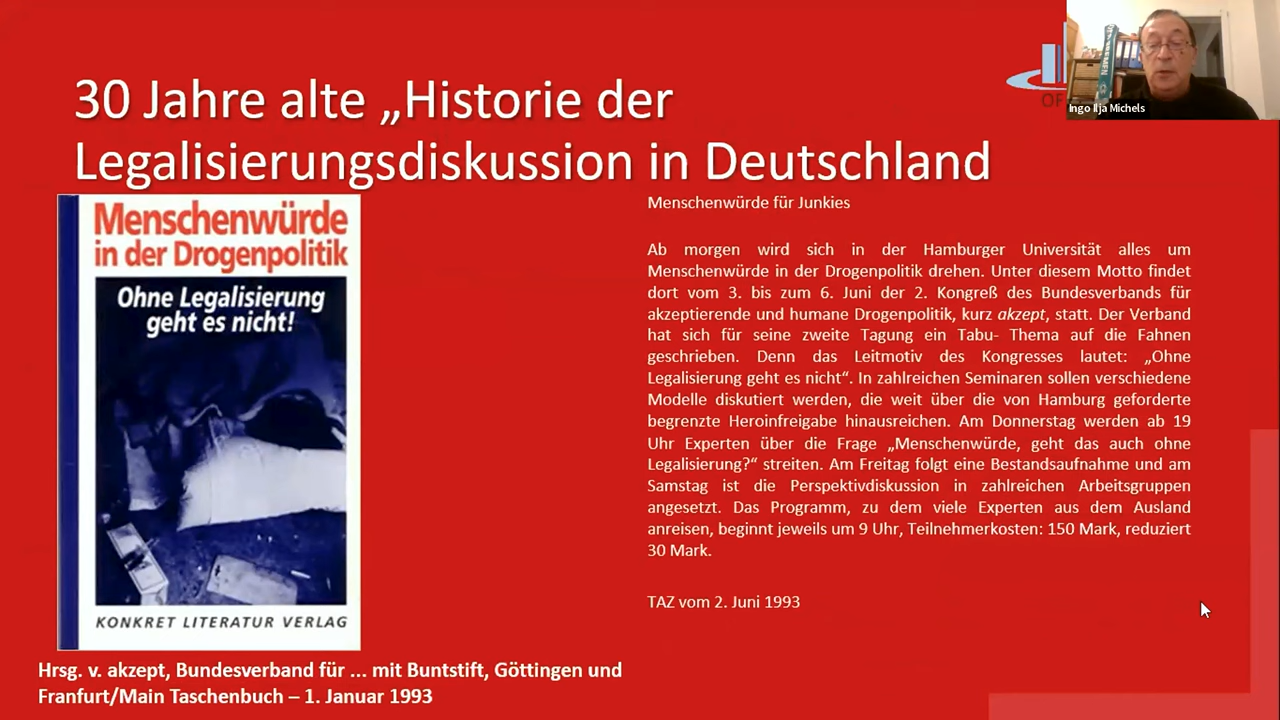 30 Jahre alte „Historie der
Legalisierungsdiskussion in Deutschland
Ingo Ilja Michels
Menschenwürde
in der Drogenpolitik
Ohne Legalisierung
geht es nicht!
KONKRET LITERATUR VERLAG
Hrsg. v. akzept, Bundesverband für ... mit Buntstift, Göttingen und
Franfurt/Main Taschenbuch – 1. Januar 1993
Menschenwürde für Junkies
Ab morgen wird sich in der Hamburger Universität alles um
Menschenwürde in der Drogenpolitik drehen. Unter diesem Motto findet
dort vom 3. bis zum 6. Juni der 2. Kongreß des Bundesverbands für
akzeptierende und humane Drogenpolitik, kurz akzept, statt. Der Verband
hat sich für seine zweite Tagung ein Tabu- Thema auf die Fahnen
geschrieben. Denn das Leitmotiv des Kongresses lautet: „Ohne
Legalisierung geht es nicht“. In zahlreichen Seminaren sollen verschiedene
Modelle diskutiert werden, die weit über die von Hamburg geforderte
begrenzte Heroinfreigabe hinausreichen. Am Donnerstag werden ab 19
Uhr Experten über die Frage „Menschenwürde, geht das auch ohne
Legalisierung?“ streiten. Am Freitag folgt eine Bestandsaufnahme und am
Samstag ist die Perspektivdiskussion in zahlreichen Arbeitsgruppen
angesetzt. Das Programm, zu dem viele Experten aus dem Ausland
anreisen, beginnt jeweils um 9 Uhr, Teilnehmerkosten: 150 Mark, reduziert
30 Mark.
TAZ vom 2. Juni 1993